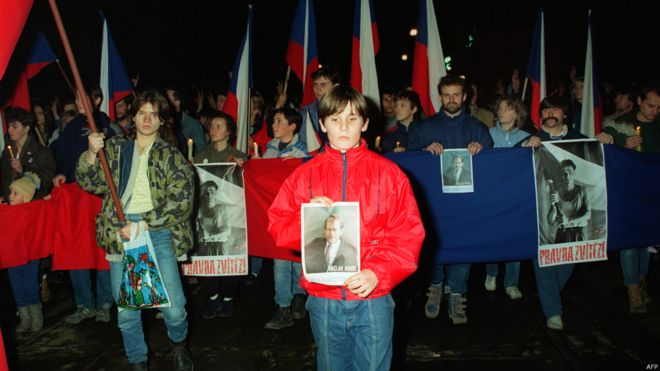 VÁCLAV HAVEL
PRAVDA ZVÍTĚZÍ
PRAVDA ZVÍTĚZÍ!
AFP